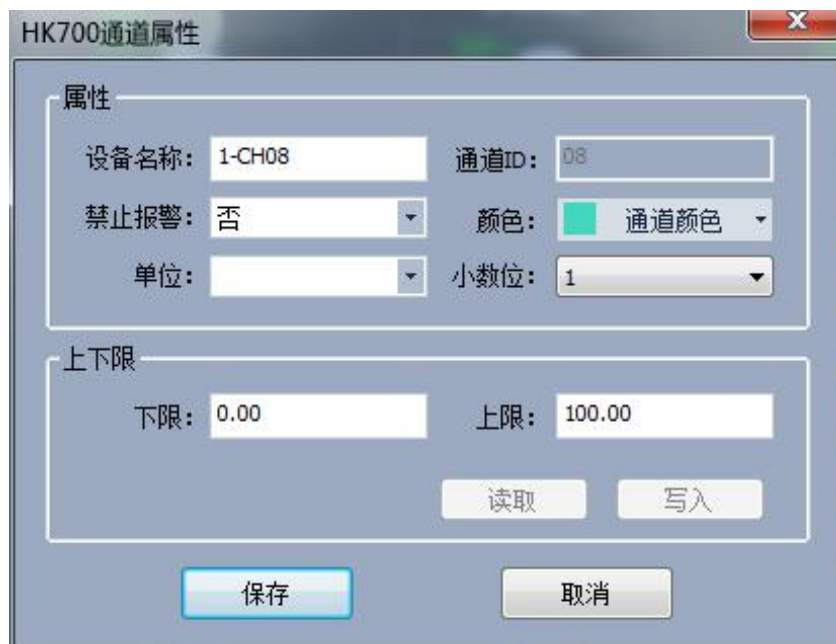 HK700通道属性
属性
设备名称： 1-CH08 通道ID： 08
禁止报警： 否 颜色： 通道颜色
单位： 小数位： 1
上下限
下限： 0.00 上限： 100.00
读取 写入
保存 取消